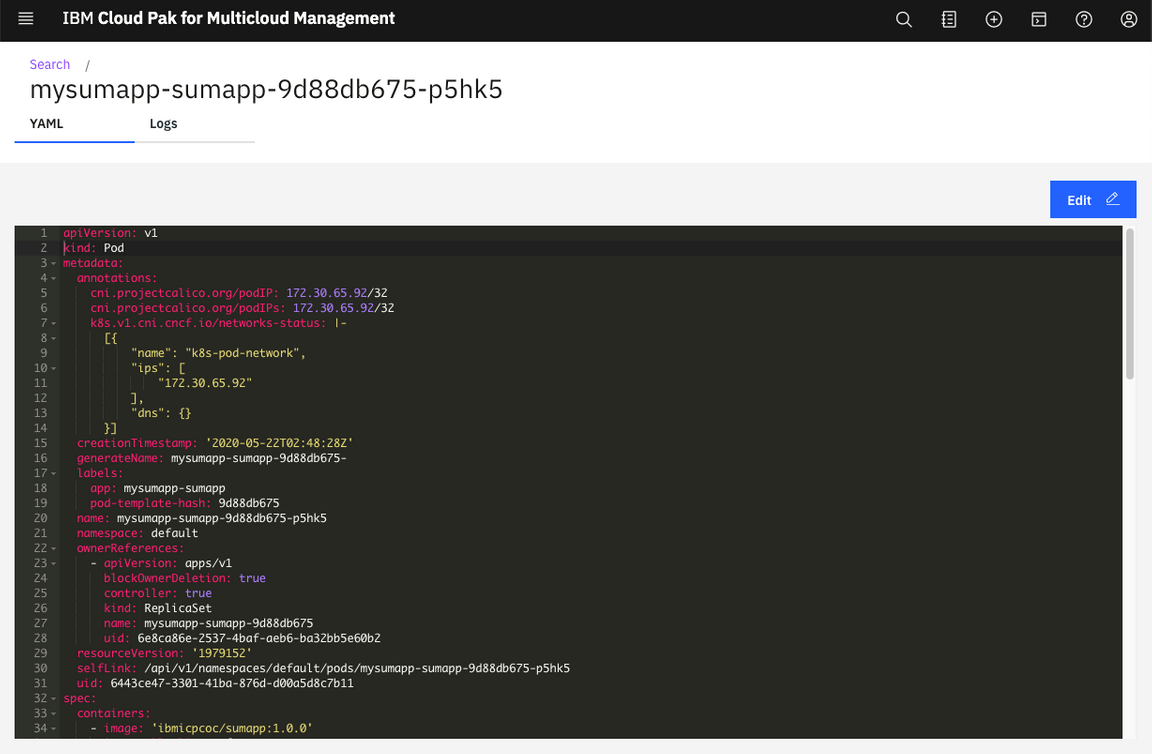 IBM Cloud Pak for Multicloud Management
Search /
mysumapp-sumapp-9d88db675-p5hk5
YAML Logs
Edit
1 apiVersion: v1
2 kind: Pod
3 metadata:
4 annotations:
5 cni.projectcalico.org/podIP: 172.30.65.92/32
6 cni.projectcalico.org/podIPs: 172.30.65.92/32
7 k8s.v1.cni.cncf.io/networks-status: |-
8 [{
9 "name": "k8s-pod-network",
10 "ips": [
11 "172.30.65.92"
12 ],
13 "dns": {}
14 }]
15 creationTimestamp: '2020-05-22T02:48:28Z'
16 generateName: mysumapp-sumapp-9d88db675-
17 labels:
18 app: mysumapp-sumapp
19 pod-template-hash: 9d88db675
20 name: mysumapp-sumapp-9d88db675-p5hk5
21 namespace: default
22 ownerReferences:
23 - apiVersion: apps/v1
24 blockOwnerDeletion: true
25 controller: true
26 kind: ReplicaSet
27 name: mysumapp-sumapp-9d88db675
28 uid: 6e8ca86e-2537-4baf-aeb6-ba32bb5e60b2
29 resourceVersion: '1979152'
30 selfLink: /api/v1/namespaces/default/pods/mysumapp-sumapp-9d88db675-p5hk5
31 uid: 6443ce47-3301-41ba-876d-d00a5d8c7b11
32 spec:
33 containers:
34 - image: 'ibmicpcoc/sumapp:1.0.0'